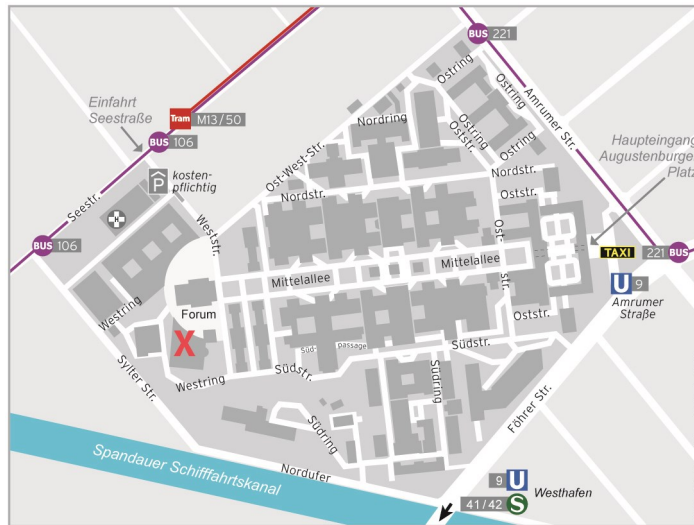 BUS 221
Ostring
Ostring
Amrumer Str.
Einfahrt
Seestraße
Tram M13/50
BUS 106
Nordring
Ostring
Oststr.
Ostring
Haupteingang
Augustenburger
Platz
Ost-West-Str.
P
kosten-
pflichtig
Nordstr.
Nordstr.
Seestr.
H
Oststr.
Weststr.
BUS 106
Ost-
str.
Mittelallee
Mittelallee
TAXI
221 BUS
U 9
Amrumer
Straße
Westring
Forum
X
Oststr.
Süd-
passage
Südstr.
Südstr.
Westring
Sylter Str.
Südring
Südring
Föhrer Str.
Spandauer Schifffahrtskanal
Nordufer
9 U
Westhafen
41/42 S